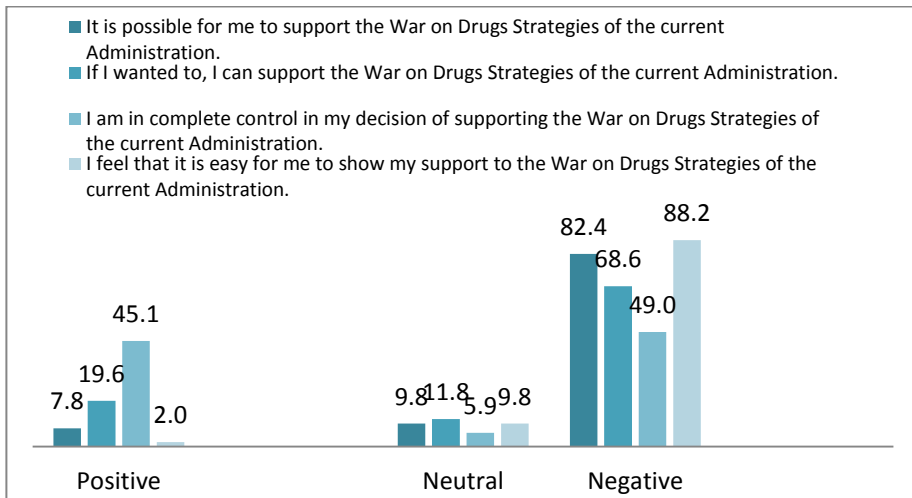 It is possible for me to support the War on Drugs Strategies of the current
Administration.
If I wanted to, I can support the War on Drugs Strategies of the current Administration.
I am in complete control in my decision of supporting the War on Drugs Strategies of
the current Administration.
I feel that it is easy for me to show my support to the War on Drugs Strategies of the
current Administration.
7.8 19.6 45.1 2.0
9.8 11.8 5.9 9.8
82.4 68.6 49.0 88.2
Positive Neutral Negative